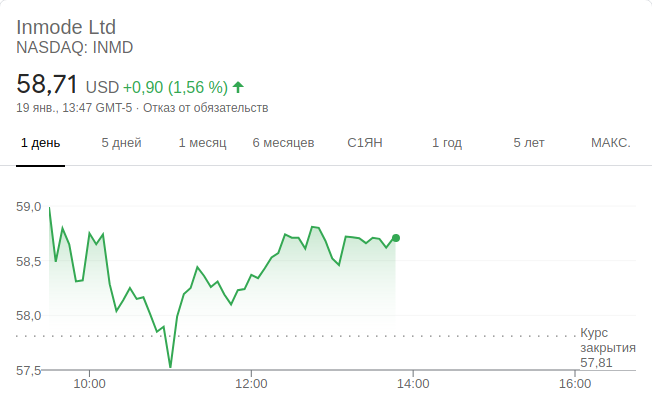 Inmode Ltd
NASDAQ: INMD
58,71 USD +0,90 (1,56 %)
19 янв., 13:47 GMT-5 · Отказ от обязательств
1 день 5 дней 1 месяц 6 месяцев С1ЯН 1 год 5 лет МАКС.
59,0
58,5
58,0
Курс
закрытия
57,81
57,5
10:00 12:00 14:00 16:00